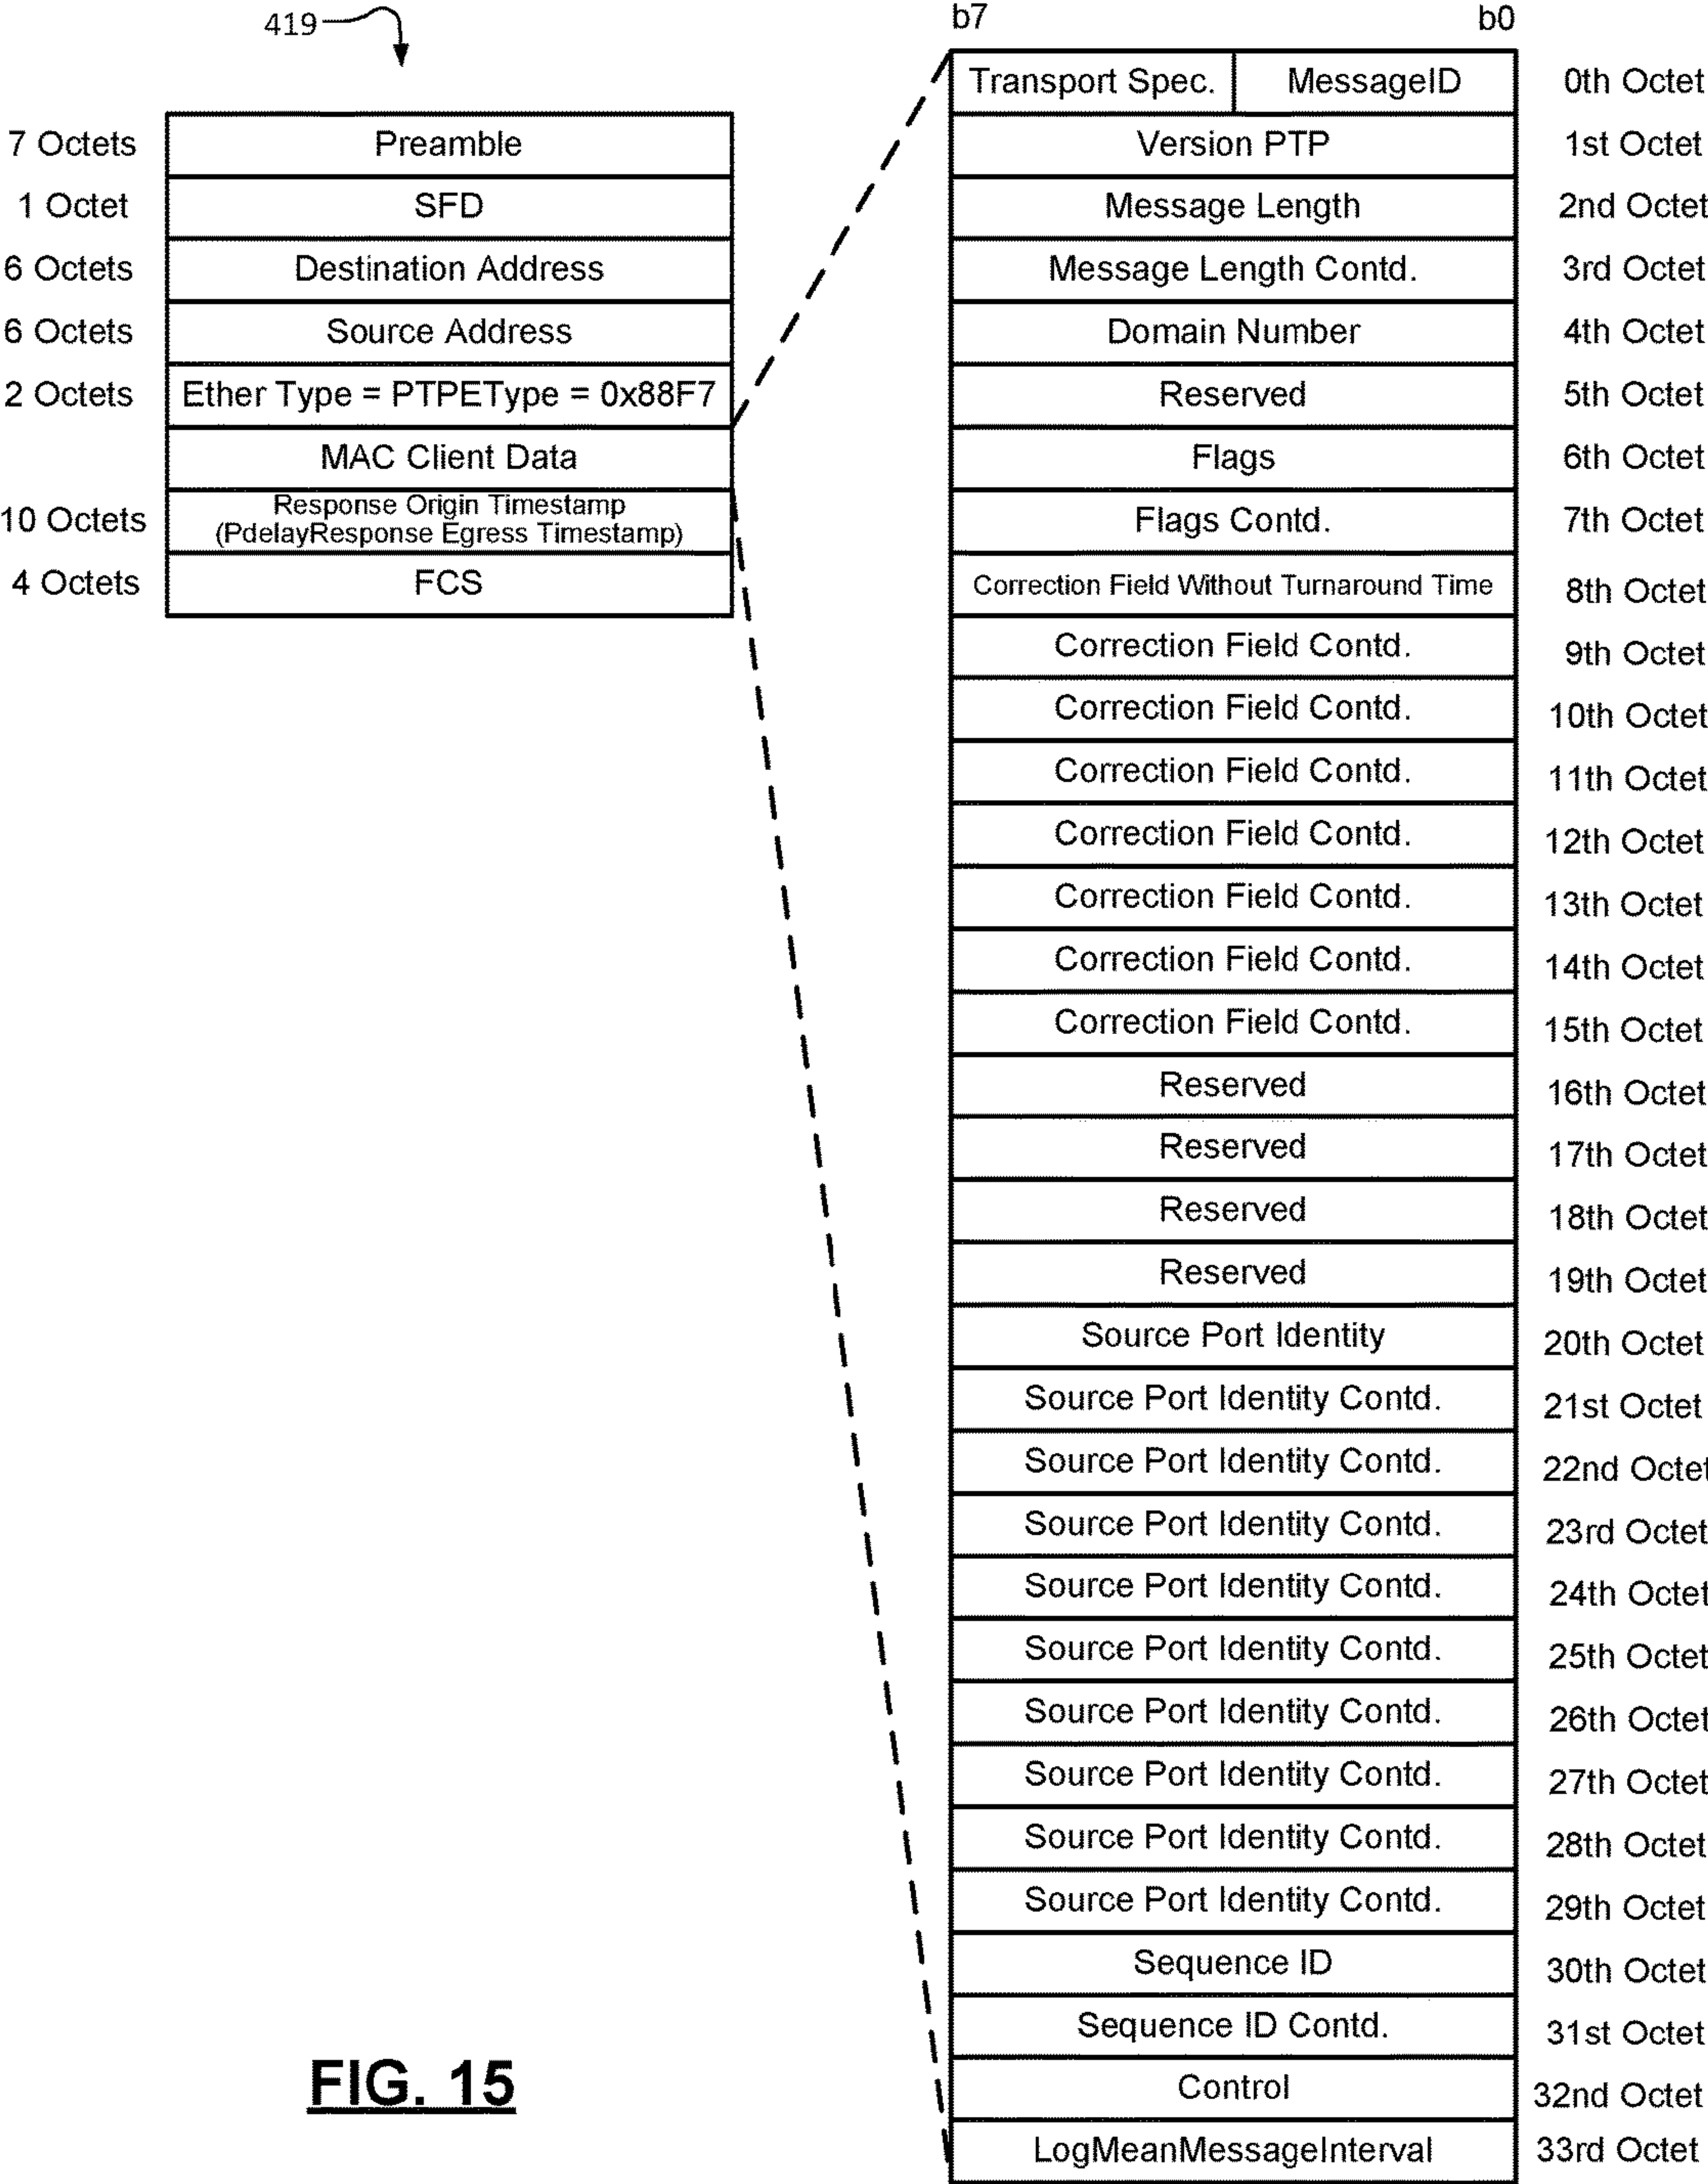 419
7 Octets Preamble
1 Octet SFD
6 Octets Destination Address
6 Octets Source Address
2 Octets Ether Type = PTPEType = 0x88F7
MAC Client Data
10 Octets Response Origin Timestamp
(PdelayResponse Egress Timestamp)
4 Octets FCS
b7 b0
Transport Spec. MessageID 0th Octet
Version PTP 1st Octet
Message Length 2nd Octet
Message Length Contd. 3rd Octet
Domain Number 4th Octet
Reserved 5th Octet
Flags 6th Octet
Flags Contd. 7th Octet
Correction Field Without Turnaround Time 8th Octet
Correction Field Contd. 9th Octet
Correction Field Contd. 10th Octet
Correction Field Contd. 11th Octet
Correction Field Contd. 12th Octet
Correction Field Contd. 13th Octet
Correction Field Contd. 14th Octet
Correction Field Contd. 15th Octet
Reserved 16th Octet
Reserved 17th Octet
Reserved 18th Octet
Reserved 19th Octet
Source Port Identity 20th Octet
Source Port Identity Contd. 21st Octet
Source Port Identity Contd. 22nd Octet
Source Port Identity Contd. 23rd Octet
Source Port Identity Contd. 24th Octet
Source Port Identity Contd. 25th Octet
Source Port Identity Contd. 26th Octet
Source Port Identity Contd. 27th Octet
Source Port Identity Contd. 28th Octet
Source Port Identity Contd. 29th Octet
Sequence ID 30th Octet
Sequence ID Contd. 31st Octet
Control 32nd Octet
LogMeanMessageInterval 33rd Octet
FIG. 15